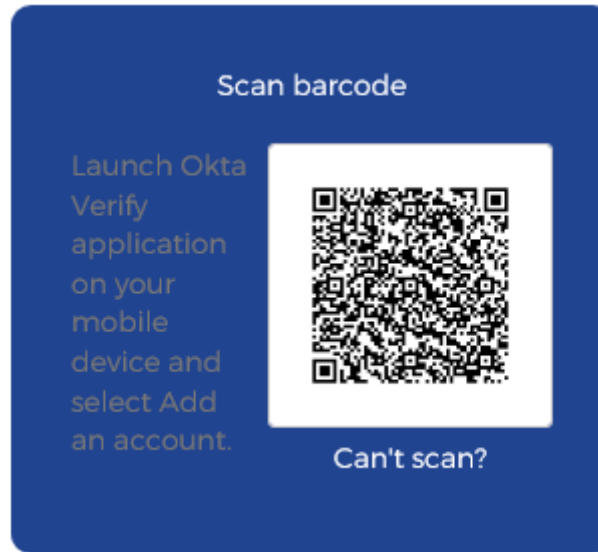 Scan barcode
Launch Okta
Verify
application
on your
mobile
device and
select Add
an account.
Can't scan?